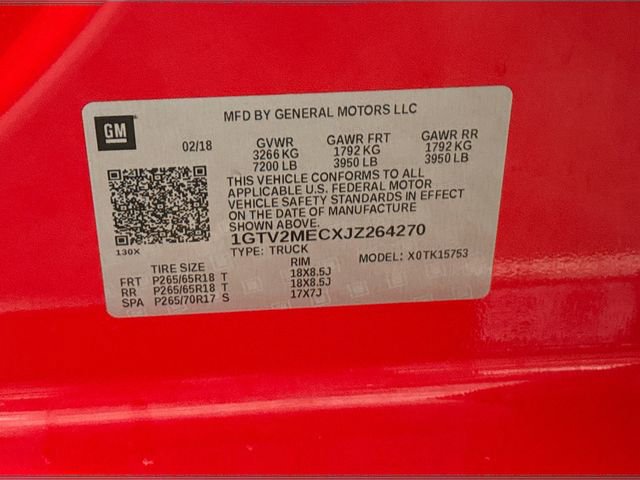 GM
MFD BY GENERAL MOTORS LLC
02/18 GVWR GAWR FRT GAWR RR
3266 KG 1792 KG 1792 KG
7200 LB 3950 LB 3950 LB
THIS VEHICLE CONFORMS TO ALL
APPLICABLE U.S. FEDERAL MOTOR
VEHICLE SAFETY STANDARDS IN EFFECT
ON THE DATE OF MANUFACTURE
SHOWN ABOVE.
1GTV2MECXJZ264270
130X
TYPE: TRUCK MODEL: X0TK15753
TIRE SIZE RIM
FRT P265/65R18 T 18X8.5J
RR P265/65R18 T 18X8.5J
SPA P265/70R17 S 17X7J